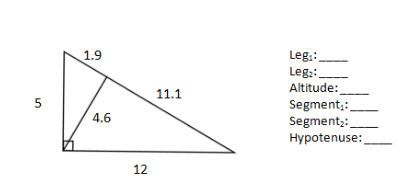 1.9
11.1
5
4.6
12
Leg₁:____
Leg₂:____
Altitude:____
Segment₁:____
Segment₂:____
Hypotenuse:____